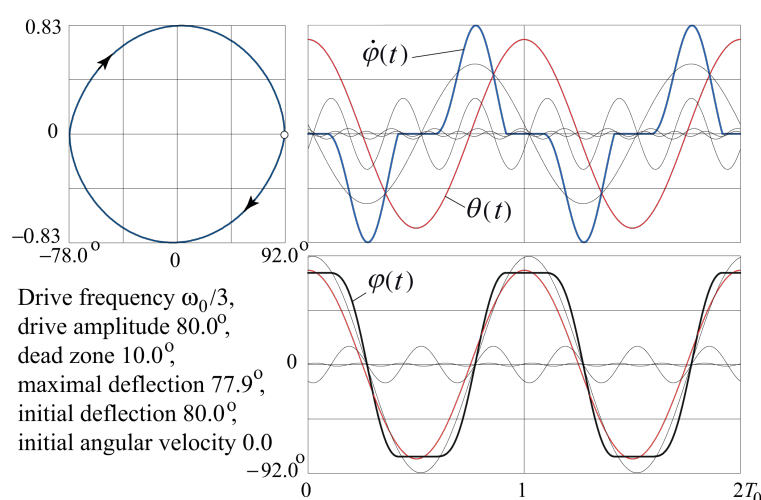 0.83
φ̇(t)
0
θ(t)
−0.83
−78.0° 0 90.0°
92.0°
φ(t)
0
−92.0°
0 1 2T₀
Drive frequency ω₀/3,
drive amplitude 80.0°,
dead zone 10.0°,
maximal deflection 77.9°,
initial deflection 80.0°,
initial angular velocity 0.0